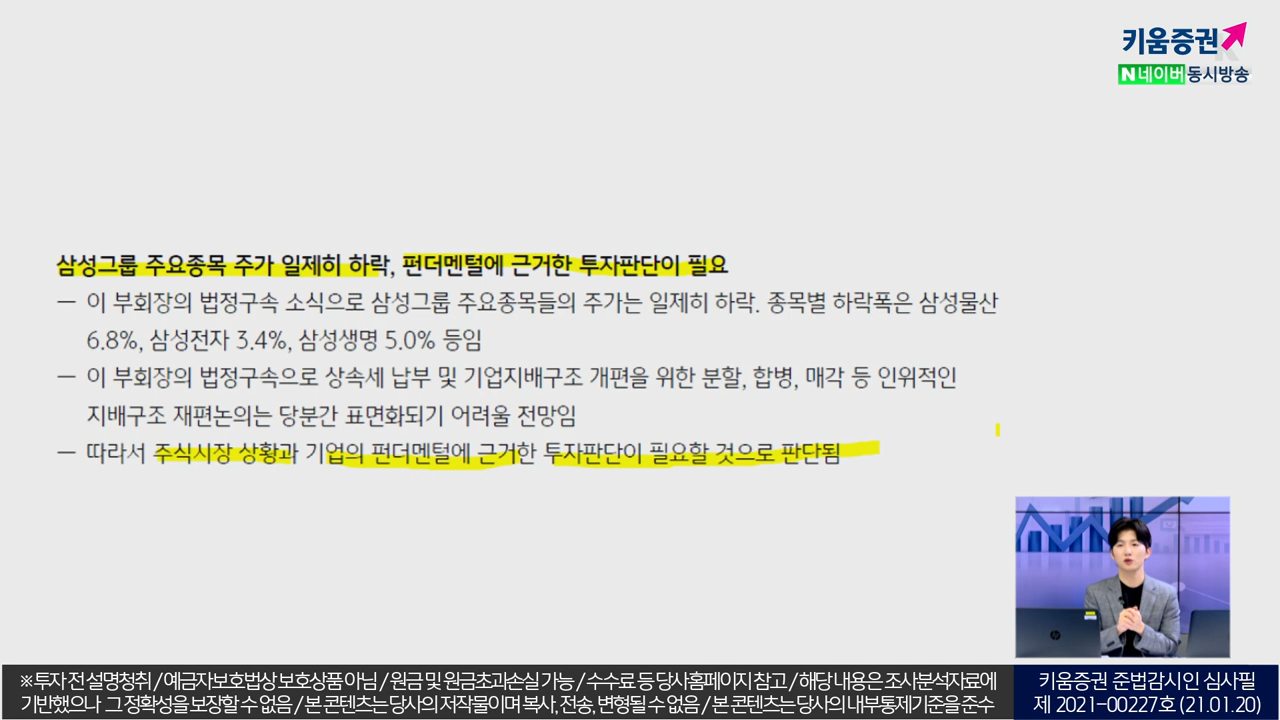 키움증권
N 네이버 동시방송
삼성그룹 주요종목 주가 일제히 하락, 펀더멘털에 근거한 투자판단이 필요
— 이 부회장의 법정구속 소식으로 삼성그룹 주요종목들의 주가는 일제히 하락. 종목별 하락폭은 삼성물산
6.8%, 삼성전자 3.4%, 삼성생명 5.0% 등임
— 이 부회장의 법정구속으로 상속세 납부 및 기업지배구조 개편을 위한 분할, 합병, 매각 등 인위적인
지배구조 재편논의는 당분간 표면화되기 어려울 전망임
— 따라서 주식시장 상황과 기업의 펀더멘털에 근거한 투자판단이 필요할 것으로 판단됨
hp
※ 투자 전 설명청취 / 예금자보호법상 보호상품 아님 / 원금 및 원금초과손실 가능 / 수수료 등 당사홈페이지 참고 / 해당 내용은 조사분석자료에
기반했으나 그 정확성을 보장할 수 없음 / 본 콘텐츠는 당사의 저작물이며 복사, 전송, 변형될 수 없음 / 본 콘텐츠는 당사의 내부통제기준을 준수
키움증권 준법감시인 심사필
제 2021-00227호 (21.01.20)